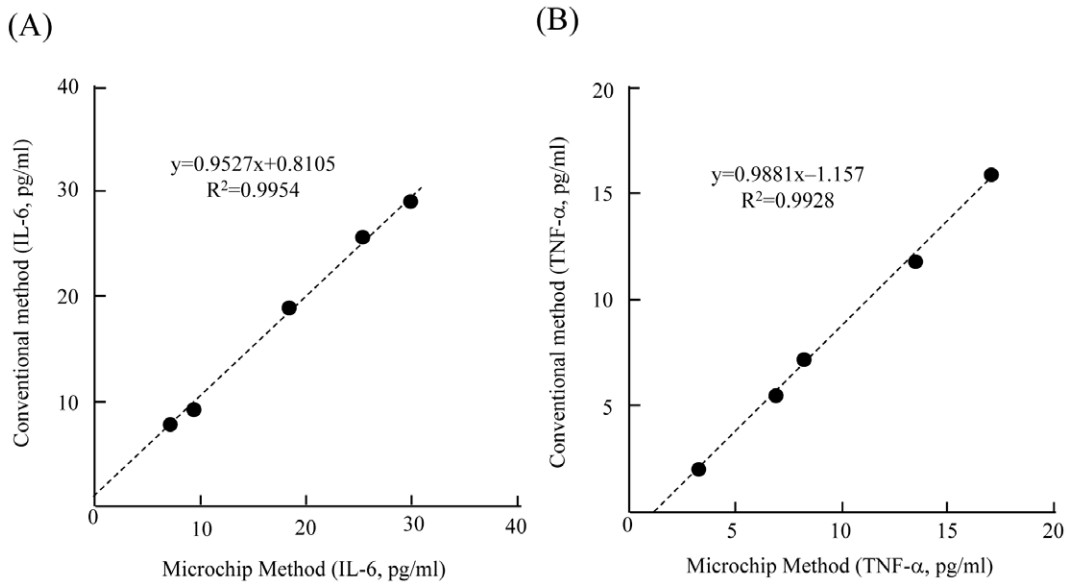 (A)
40
30
20
10
0
10
20
30
40
y=0.9527x+0.8105
R²=0.9954
Conventional method (IL-6, pg/ml)
Microchip Method (IL-6, pg/ml)
(B)
20
15
10
5
0
5
10
15
20
y=0.9881x–1.157
R²=0.9928
Conventional method (TNF-α, pg/ml)
Microchip Method (TNF-α, pg/ml)